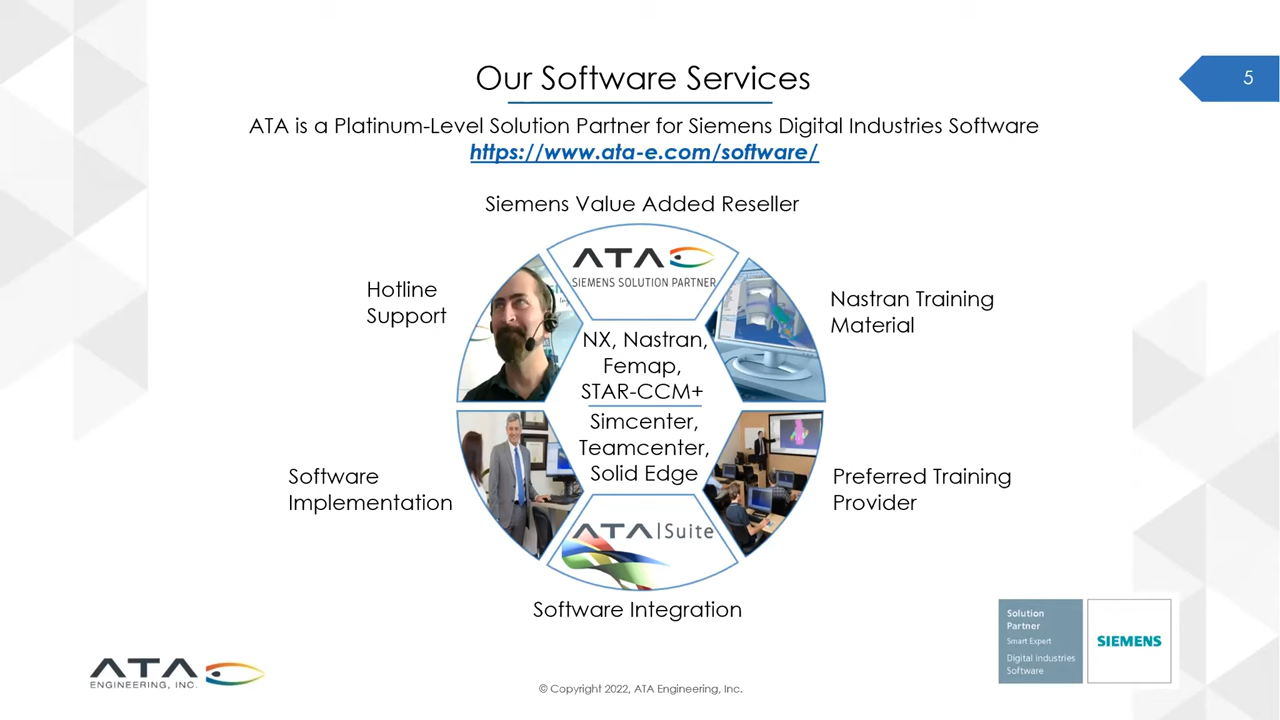 Our Software Services
5
ATA is a Platinum-Level Solution Partner for Siemens Digital Industries Software
https://www.ata-e.com/software/
Siemens Value Added Reseller
ATA
SIEMENS SOLUTION PARTNER
Hotline
Support
Nastran Training
Material
NX, Nastran,
Femap,
STAR-CCM+
Simcenter,
Teamcenter,
Solid Edge
Software
Implementation
Preferred Training
Provider
ATA|Suite
Software Integration
Solution
Partner
Smart Expert
Digital Industries
Software
SIEMENS
ATA
ENGINEERING, INC.
© Copyright 2022, ATA Engineering, Inc.